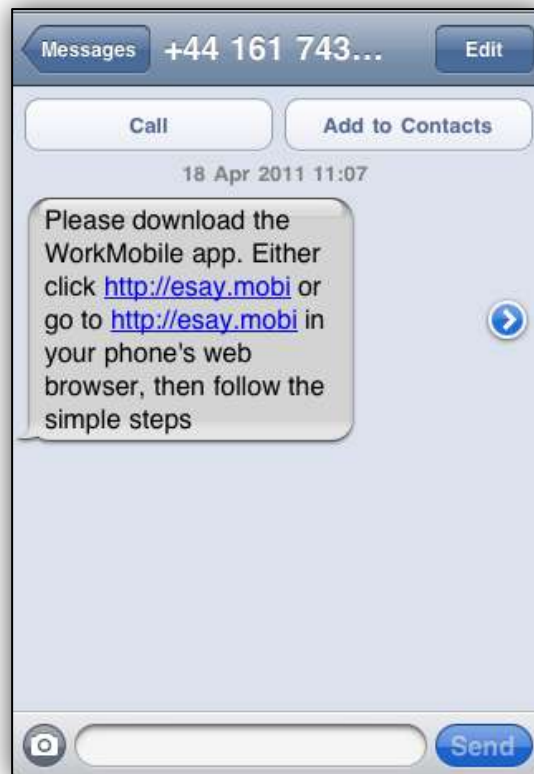 Messages +44 161 743... Edit
Call Add to Contacts
18 Apr 2011 11:07
Please download the
WorkMobile app. Either
click http://esay.mobi or
go to http://esay.mobi in
your phone's web
browser, then follow the
simple steps
Send